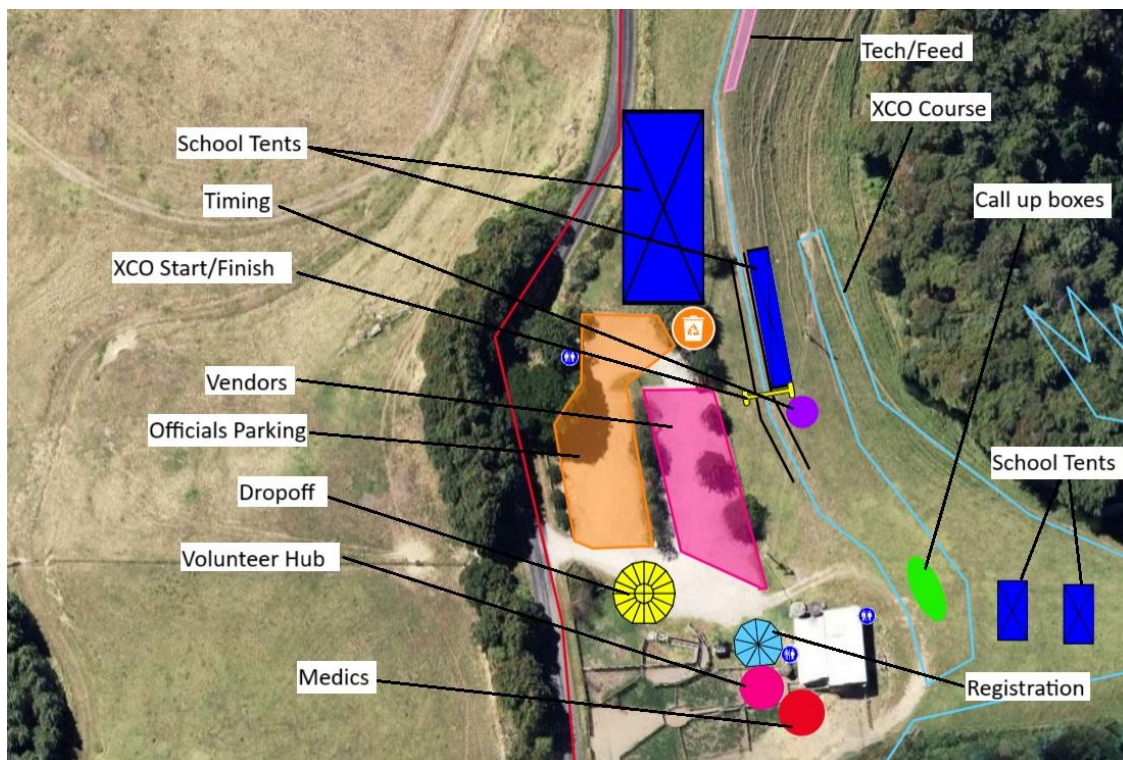 Tech/Feed
XCO Course
School Tents
Timing
Call up boxes
XCO Start/Finish
Vendors
Officials Parking
School Tents
Dropoff
Volunteer Hub
Medics
Registration